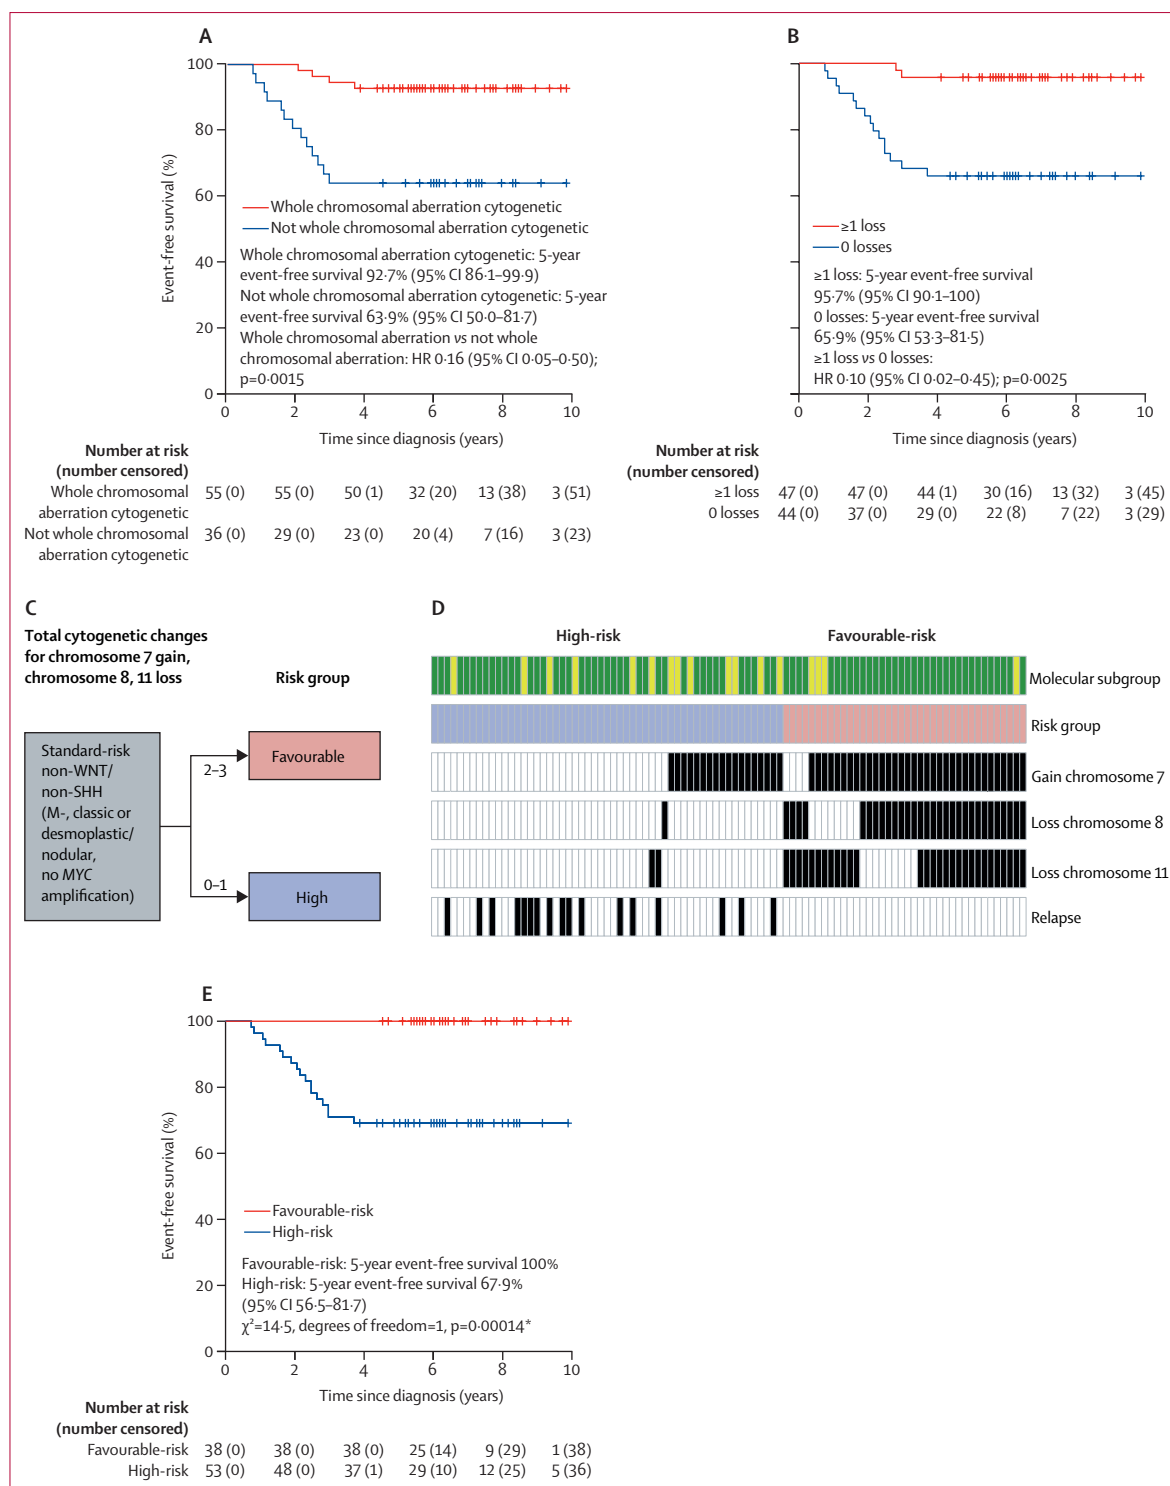 A
100
80
60
40
20
0
Event-free survival (%)
Whole chromosomal aberration cytogenetic
Not whole chromosomal aberration cytogenetic
Whole chromosomal aberration cytogenetic: 5-year
event-free survival 92·7% (95% CI 86·1–99·9)
Not whole chromosomal aberration cytogenetic: 5-year
event-free survival 63·9% (95% CI 50·0–81·7)
Whole chromosomal aberration vs not whole
chromosomal aberration: HR 0·16 (95% CI 0·05–0·50);
p=0·0015
0 2 4 6 8 10
Time since diagnosis (years)
Number at risk
(number censored)
Whole chromosomal 55 (0) 55 (0) 50 (1) 32 (20) 13 (38) 3 (51)
aberration cytogenetic
Not whole chromosomal 36 (0) 29 (0) 23 (0) 20 (4) 7 (16) 3 (23)
aberration cytogenetic
B
≥1 loss
0 losses
≥1 loss: 5-year event-free survival
95·7% (95% CI 90·1–100)
0 losses: 5-year event-free survival
65·9% (95% CI 53·3–81·5)
≥1 loss vs 0 losses:
HR 0·10 (95% CI 0·02–0·45); p=0·0025
0 2 4 6 8 10
Time since diagnosis (years)
Number at risk
(number censored)
≥1 loss 47 (0) 47 (0) 44 (1) 30 (16) 13 (32) 3 (45)
0 losses 44 (0) 37 (0) 29 (0) 22 (8) 7 (22) 3 (29)
C
Total cytogenetic changes
for chromosome 7 gain,
chromosome 8, 11 loss
Risk group
Standard-risk
non-WNT/
non-SHH
(M-, classic or
desmoplastic/
nodular,
no MYC
amplification)
2–3
Favourable
0–1
High
D
High-risk Favourable-risk
Molecular subgroup
Risk group
Gain chromosome 7
Loss chromosome 8
Loss chromosome 11
Relapse
E
100
80
60
40
20
0
Event-free survival (%)
Favourable-risk
High-risk
Favourable-risk: 5-year event-free survival 100%
High-risk: 5-year event-free survival 67·9%
(95% CI 56·5–81·7)
χ²=14·5, degrees of freedom=1, p=0·00014*
0 2 4 6 8 10
Time since diagnosis (years)
Number at risk
(number censored)
Favourable-risk 38 (0) 38 (0) 38 (0) 25 (14) 9 (29) 1 (38)
High-risk 53 (0) 48 (0) 37 (1) 29 (10) 12 (25) 5 (36)